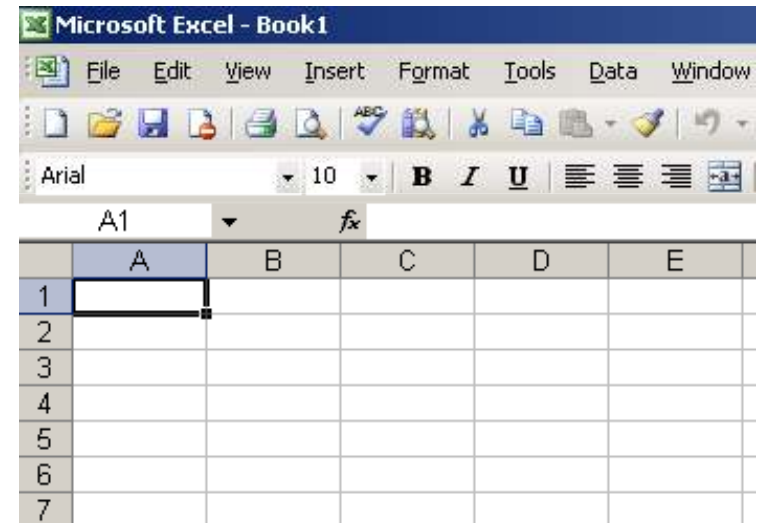 Microsoft Excel - Book1
File Edit View Insert Format Tools Data Window
ABC
Arial 10 B I U a
A1 fx
A B C D E
1
2
3
4
5
6
7